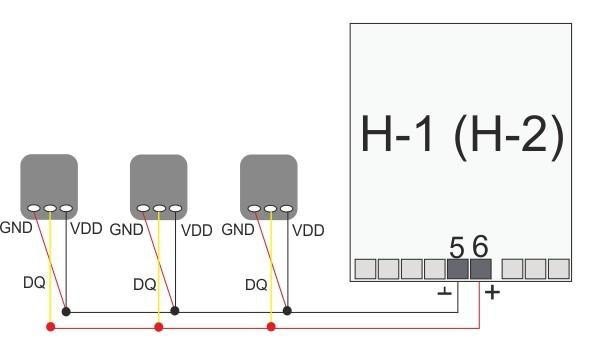 H-1 (H-2)
GND VDD GND VDD GND VDD
5 6
DQ DQ DQ
⊥ +